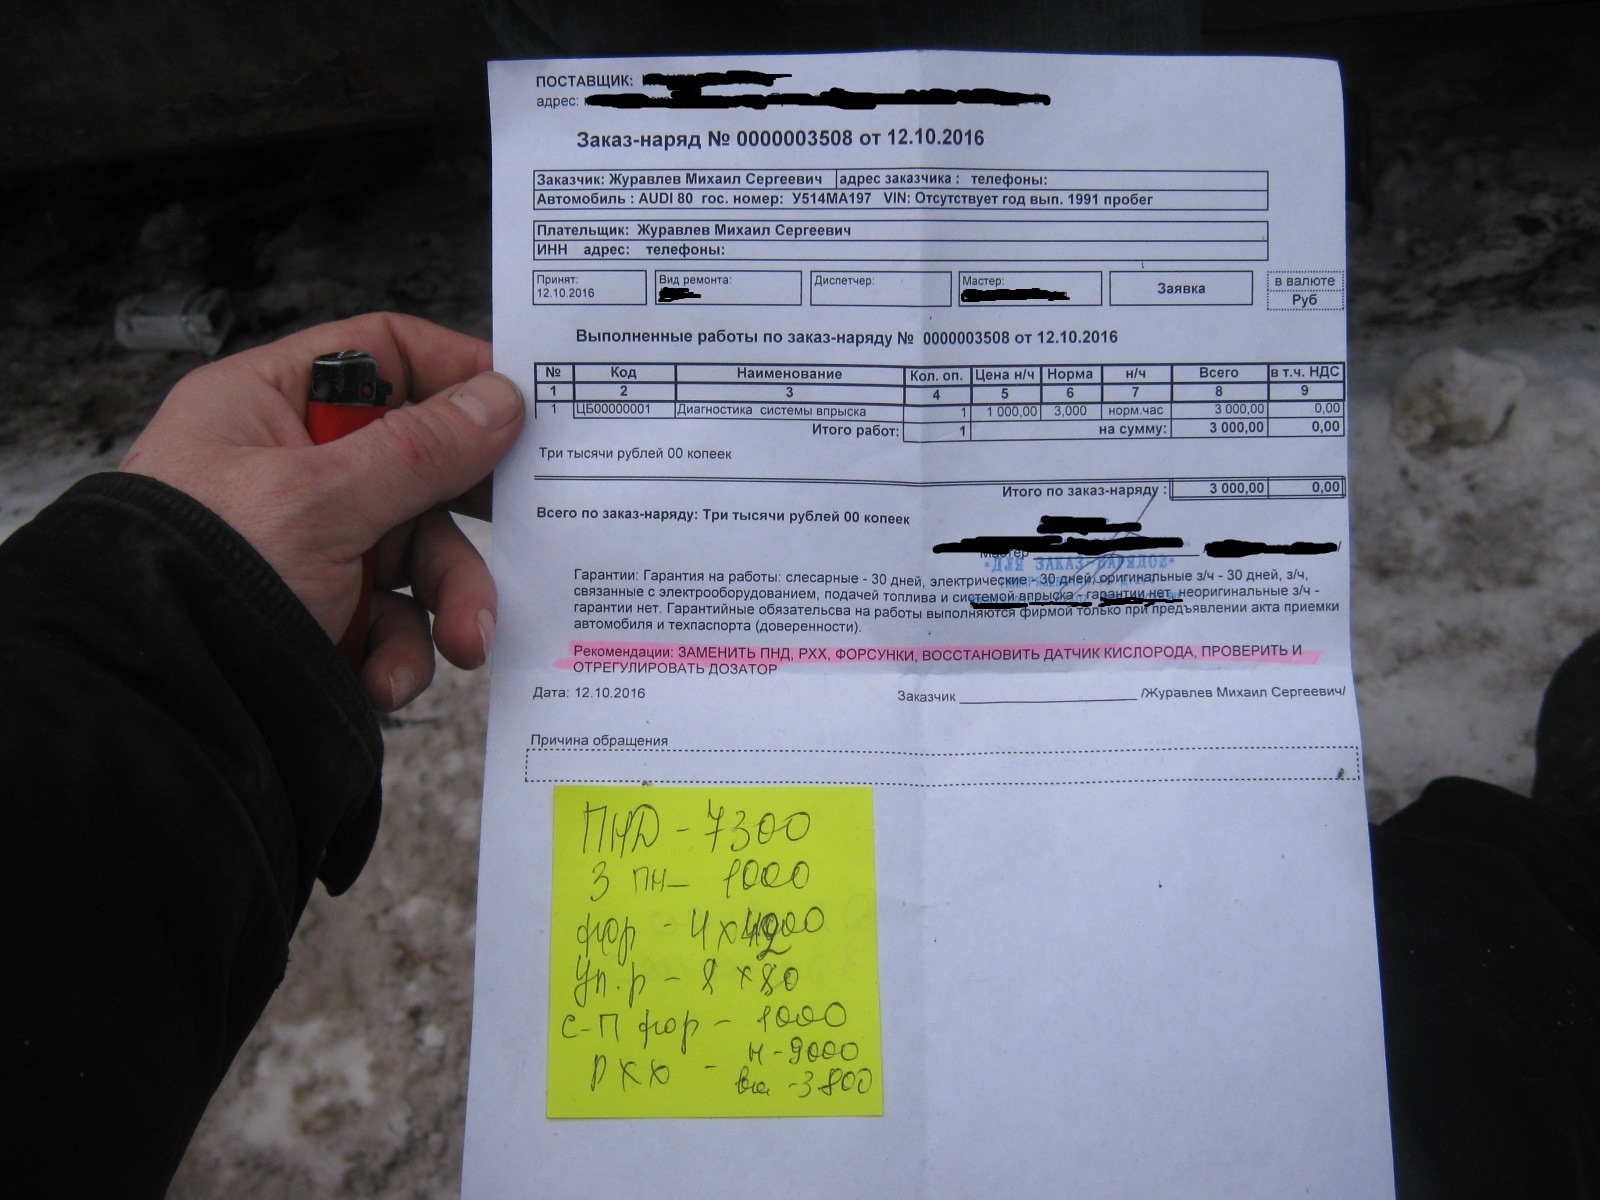 ПОСТАВЩИК:
адрес:
Заказ-наряд № 0000003508 от 12.10.2016
Заказчик: Журавлев Михаил Сергеевич адрес заказчика : телефоны:
Автомобиль : AUDI 80 гос. номер: У514МА197 VIN: Отсутствует год вып. 1991 пробег
Плательщик: Журавлев Михаил Сергеевич
ИНН адрес: телефоны:
Принят: Вид ремонта: Диспетчер: Мастер: Заявка в валюте
12.10.2016 Руб
Выполненные работы по заказ-наряду № 0000003508 от 12.10.2016
№ Код Наименование Кол. оп. Цена н/ч Норма н/ч Всего в т.ч. НДС
1 2 3 4 5 6 7 8 9
1 ЦБ00000001 Диагностика системы впрыска 1 1 000,00 3,000 норм.час 3 000,00 0,00
Итого работ: 1 на сумму: 3 000,00 0,00
Три тысячи рублей 00 копеек
Итого по заказ-наряду : 3 000,00 0,00
Всего по заказ-наряду: Три тысячи рублей 00 копеек
Мастер
Гарантии: Гарантия на работы: слесарные - 30 дней, электрические - 30 дней, оригинальные з/ч - 30 дней, з/ч,
связанные с электрооборудованием, подачей топлива и системой впрыска - гарантии нет, неоригинальные з/ч -
гарантии нет. Гарантийные обязательсва на работы выполняются фирмой только при предъявлении акта приемки
автомобиля и техпаспорта (доверенности).
Рекомендации: ЗАМЕНИТЬ ПНД, РХХ, ФОРСУНКИ, ВОССТАНОВИТЬ ДАТЧИК КИСЛОРОДА, ПРОВЕРИТЬ И
ОТРЕГУЛИРОВАТЬ ДОЗАТОР
Дата: 12.10.2016 Заказчик /Журавлев Михаил Сергеевич/
Причина обращения
ПНД - 7300
З ПН - 1000
фор - 4 х
Уп.р - 8 х 80
С-П фор - 1000
РХХ - н - 9000
- 3800